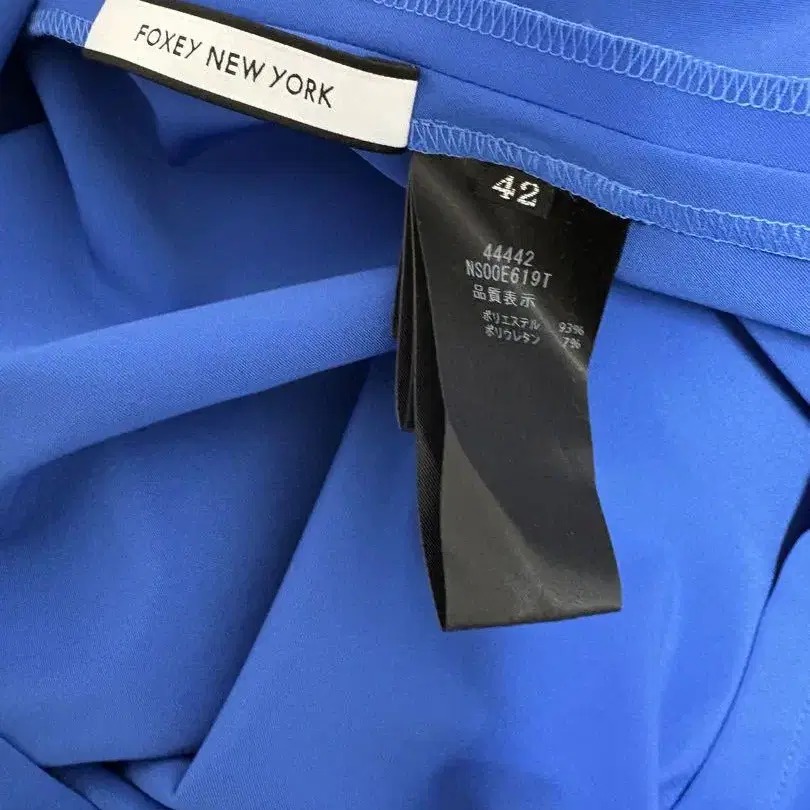 FOXEY NEW YORK
42
44442
NS00E619T
品質表示
ポリエステル 93%
ポリウレタン 7%